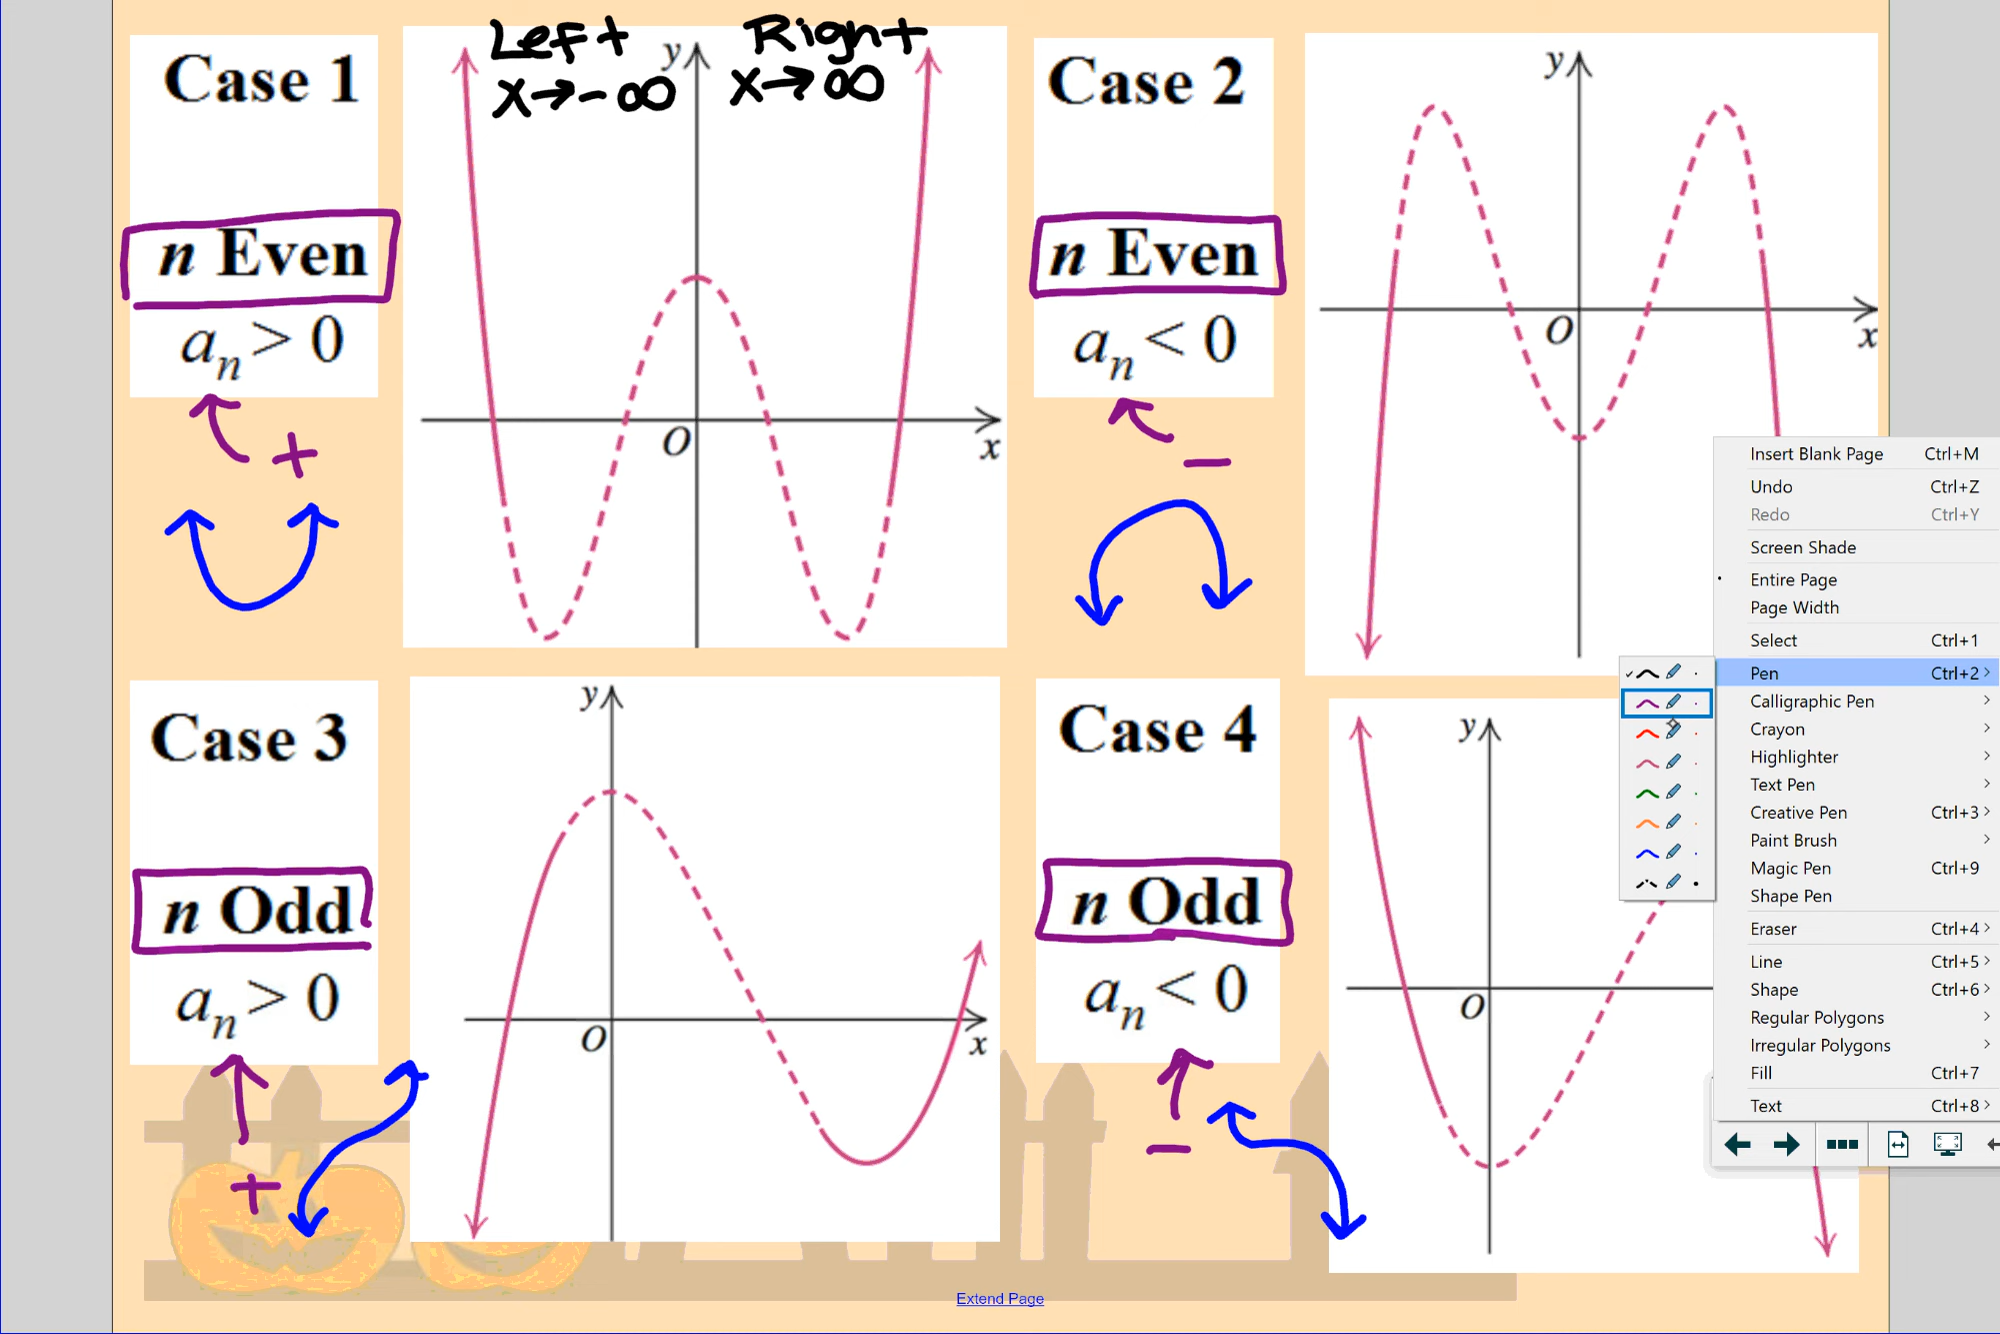 Case 1
n Even
aₙ > 0
+
Left
x→-∞
Right
x→∞
y
O
x
Case 2
n Even
aₙ < 0
−
y
O
x
Case 3
n Odd
aₙ > 0
+
y
O
x
Case 4
n Odd
aₙ < 0
−
y
O
Insert Blank Page Ctrl+M
Undo Ctrl+Z
Redo Ctrl+Y
Screen Shade
Entire Page
Page Width
Select Ctrl+1
Pen Ctrl+2
Calligraphic Pen
Crayon
Highlighter
Text Pen
Creative Pen Ctrl+3
Paint Brush
Magic Pen Ctrl+9
Shape Pen
Eraser Ctrl+4
Line Ctrl+5
Shape Ctrl+6
Regular Polygons
Irregular Polygons
Fill Ctrl+7
Text Ctrl+8
Extend Page